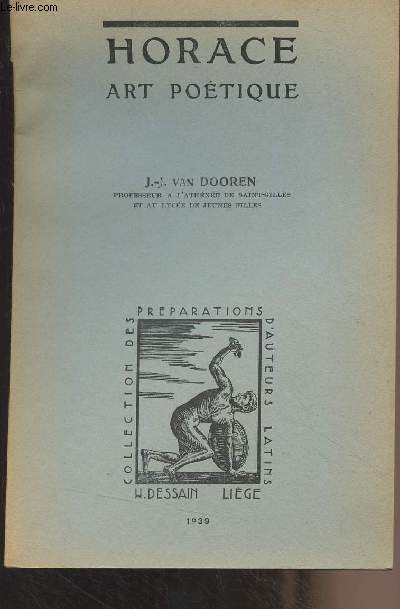 Le-livre.com
HORACE
ART POÉTIQUE
J.-J. VAN DOOREN
PROFESSEUR A L'ATHÉNÉE DE SAINT-GILLES
ET AU LYCÉE DE JEUNES FILLES
COLLECTION DES
PRÉPARATIONS
D'AUTEURS LATINS
H. DESSAIN LIÈGE
1939